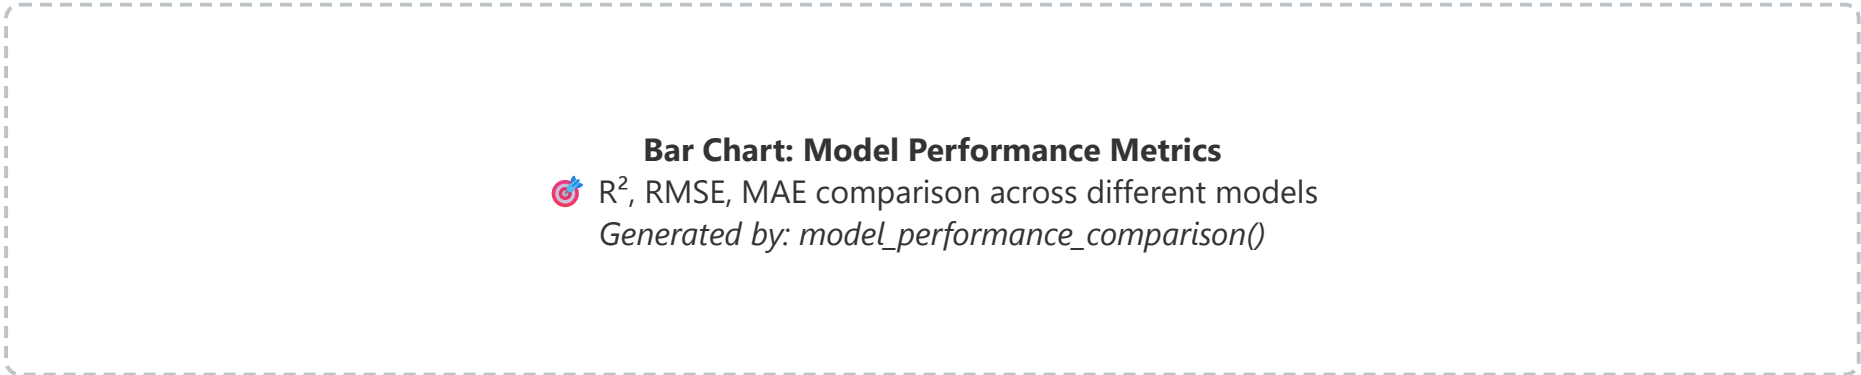 Bar Chart: Model Performance Metrics
🎯 R², RMSE, MAE comparison across different models
Generated by: model_performance_comparison()